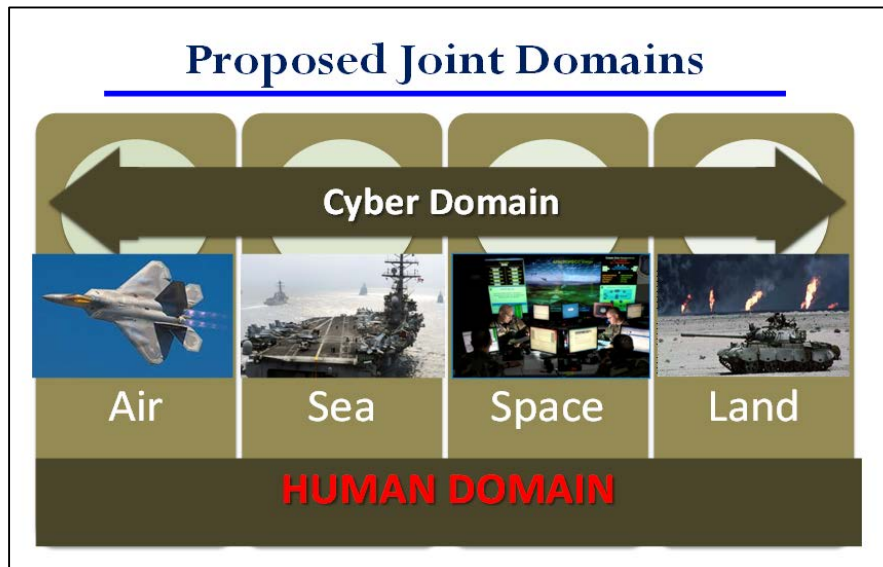 Proposed Joint Domains
Cyber Domain
Air
Sea
Space
Land
HUMAN DOMAIN